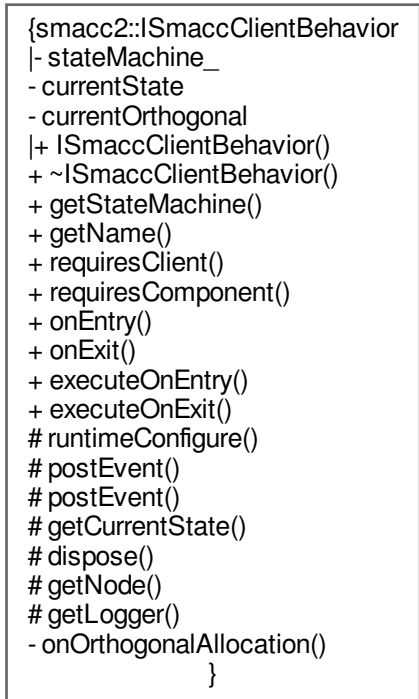 {smacc2::ISmaccClientBehavior
|- stateMachine_
- currentState
- currentOrthogonal
|+ ISmaccClientBehavior()
+ ~ISmaccClientBehavior()
+ getStateMachine()
+ getName()
+ requiresClient()
+ requiresComponent()
+ onEntry()
+ onExit()
+ executeOnEntry()
+ executeOnExit()
# runtimeConfigure()
# postEvent()
# postEvent()
# getCurrentState()
# dispose()
# getNode()
# getLogger()
- onOrthogonalAllocation()
}